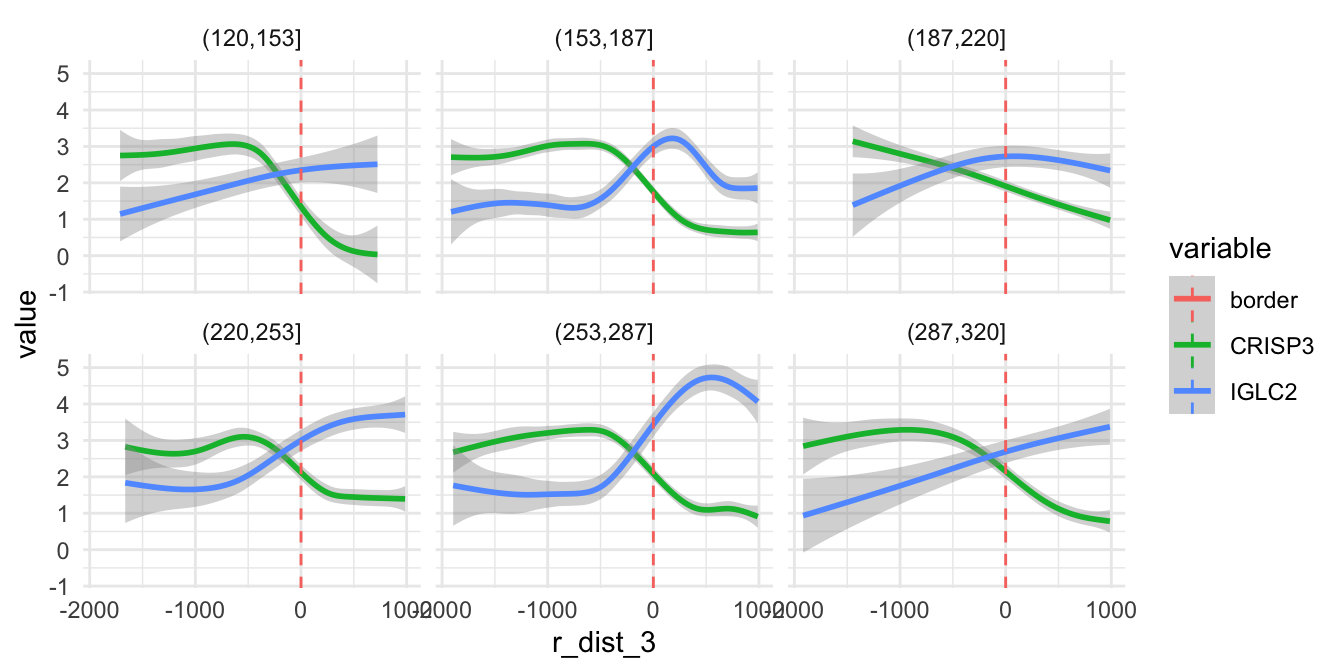 (120,153] (153,187] (187,220]
5
4
3
2
1
0
-1
(220,253] (253,287] (287,320]
5
4
3
2
1
0
-1
-2000 -1000 0 1000 -2000 -1000 0 1000 -2000 -1000 0 1000
r_dist_3
value
variable
border
CRISP3
IGLC2